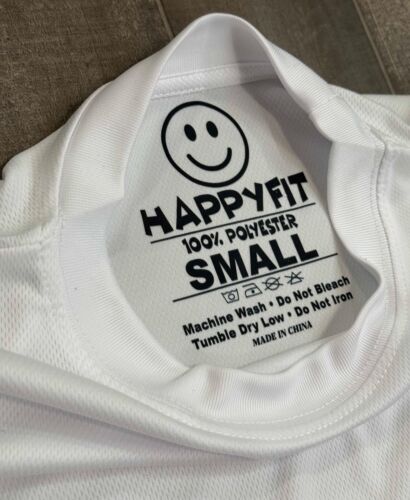 HAPPYFIT
100% POLYESTER
SMALL
Machine Wash • Do Not Bleach
Tumble Dry Low • Do Not Iron
MADE IN CHINA